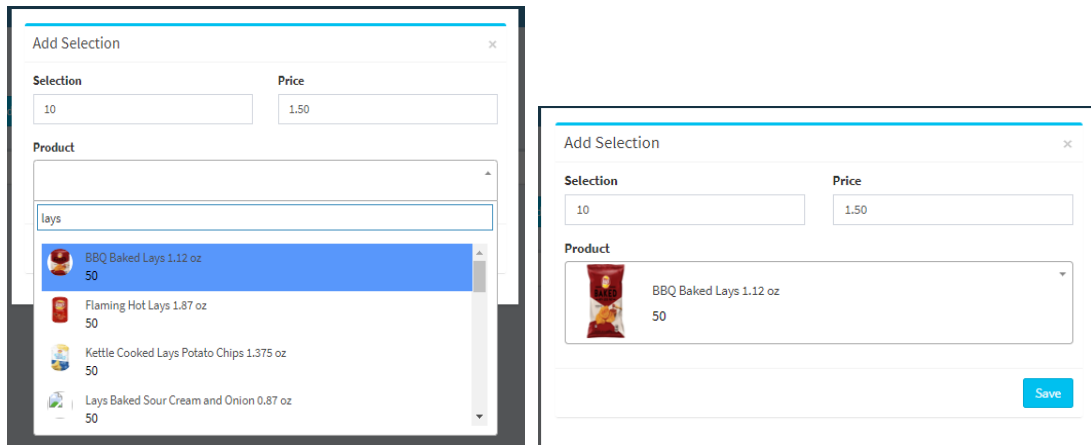 Add Selection
×
Selection
Price
10
1.50
Product
lays
BBQ Baked Lays 1.12 oz
50
Flaming Hot Lays 1.87 oz
50
Kettle Cooked Lays Potato Chips 1.375 oz
50
Lays Baked Sour Cream and Onion 0.87 oz
50
Add Selection
×
Selection
Price
10
1.50
Product
BAKED
BBQ Baked Lays 1.12 oz
50
Save